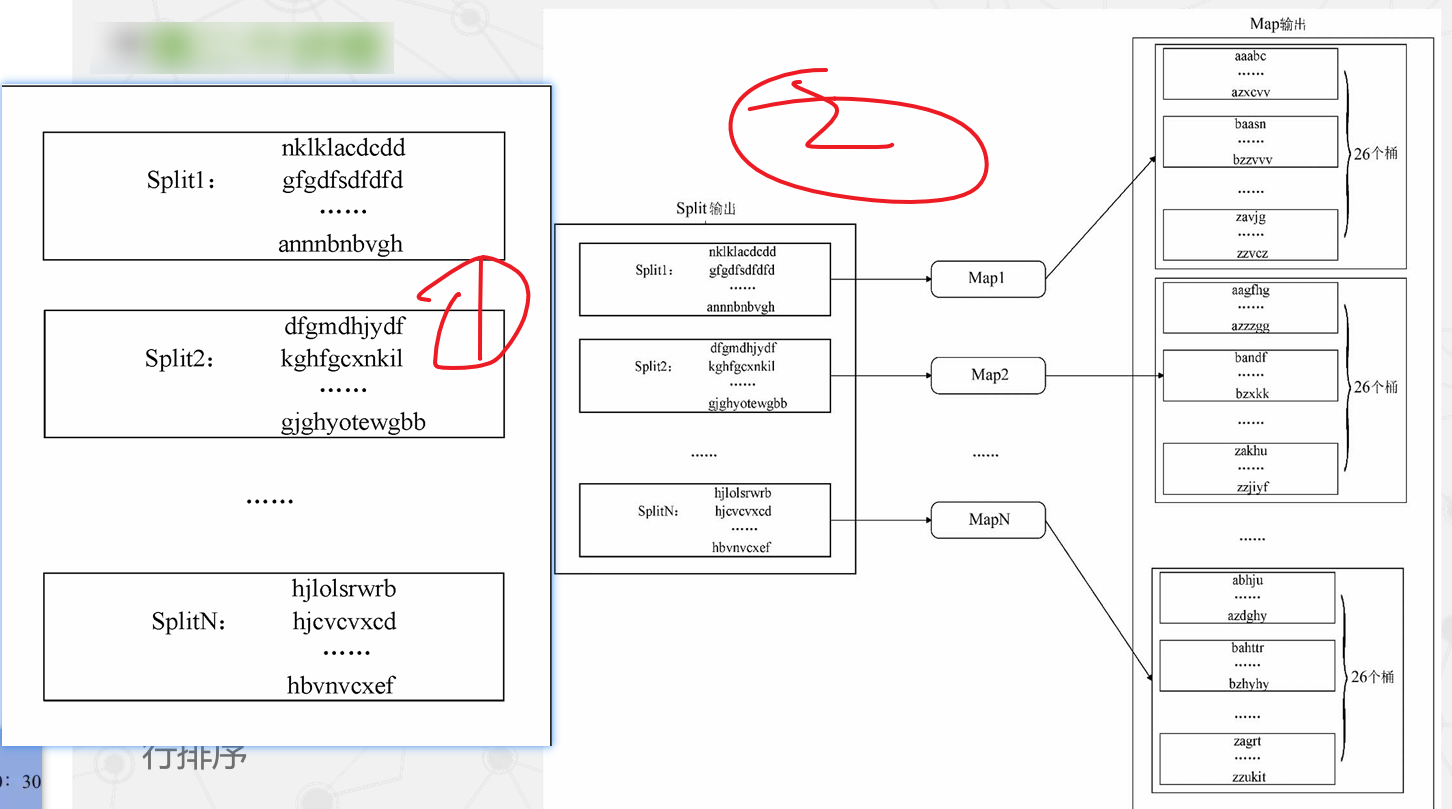 Split1：
nklklacdcdd
gfgdfsdfdfd
……
annnbnbvgh
Split2：
dfgmdhjydf
kghfgcxnkil
……
gjghyotewgbb
……
SplitN：
hjlolsrwrb
hjcvcvxcd
……
hbvnvcxef
行排序
：30
1
2
Split输出
Split1：
nklklacdcdd
gfgdfsdfdfd
……
annnbnbvgh
Split2：
dfgmdhjydf
kghfgcxnkil
……
gjghyotewgbb
……
SplitN：
hjlolsrwrb
hjcvcvxcd
……
hbvnvcxef
Map1
Map2
……
MapN
Map输出
aaabc
……
azxcvv
baasn
……
bzzvvv
……
zavjg
……
zzvcz
26个桶
aagfhg
……
azzzgg
bandf
……
bzxkk
……
zakhu
……
zzjiyf
26个桶
……
abhju
……
azdghy
bahttr
……
bzhyhy
……
zagrt
……
zzukit
26个桶